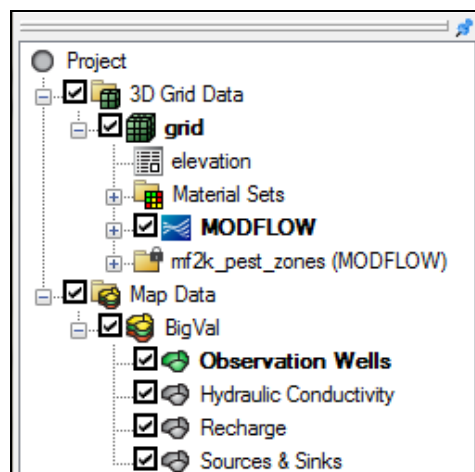 Project
3D Grid Data
grid
elevation
Material Sets
MODFLOW
mf2k_pest_zones (MODFLOW)
Map Data
BigVal
Observation Wells
Hydraulic Conductivity
Recharge
Sources & Sinks